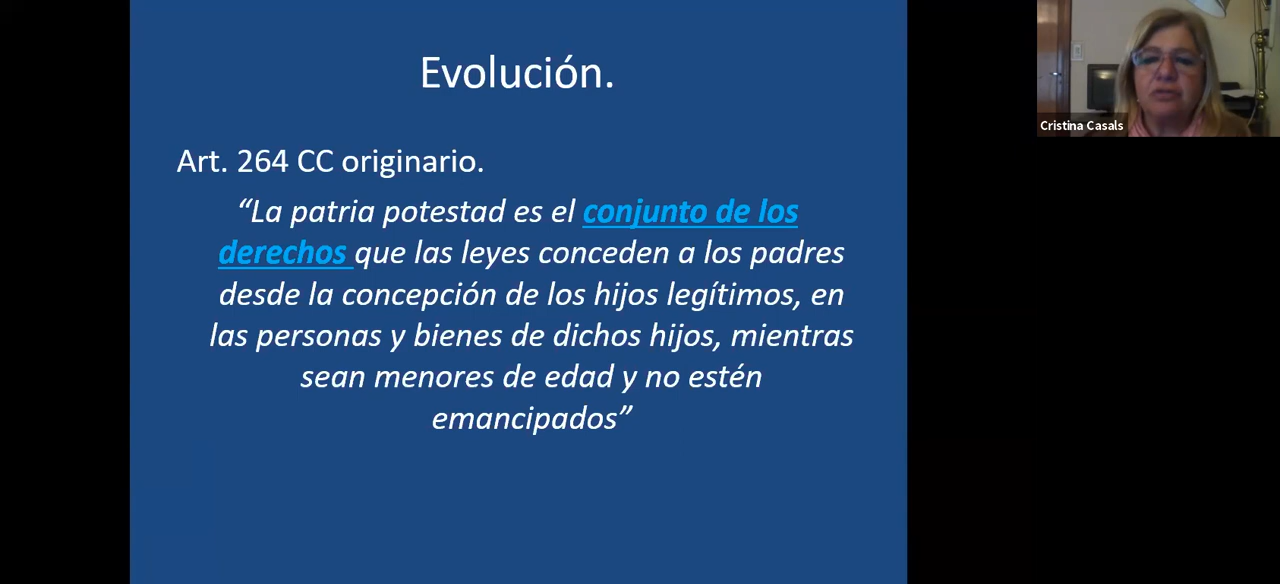 Evolución.
Art. 264 CC originario.
“La patria potestad es el conjunto de los
derechos que las leyes conceden a los padres
desde la concepción de los hijos legítimos, en
las personas y bienes de dichos hijos, mientras
sean menores de edad y no estén
emancipados”
Cristina Casals